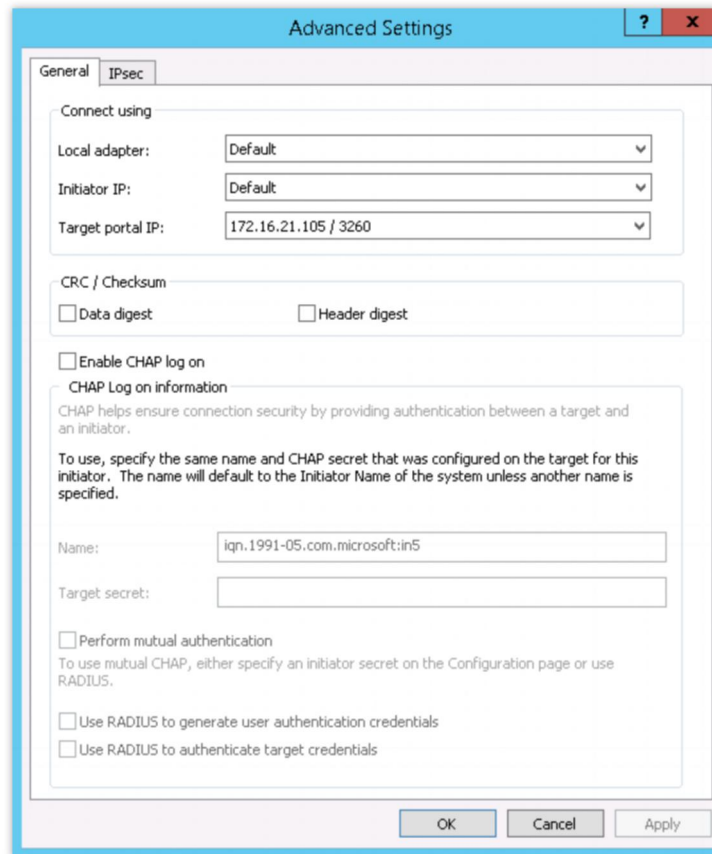 Advanced Settings
? x
General IPsec
Connect using
Local adapter: Default
Initiator IP: Default
Target portal IP: 172.16.21.105 / 3260
CRC / Checksum
Data digest Header digest
Enable CHAP log on
CHAP Log on information
CHAP helps ensure connection security by providing authentication between a target and
an initiator.
To use, specify the same name and CHAP secret that was configured on the target for this
initiator. The name will default to the Initiator Name of the system unless another name is
specified.
Name: iqn.1991-05.com.microsoft:in5
Target secret:
Perform mutual authentication
To use mutual CHAP, either specify an initiator secret on the Configuration page or use
RADIUS.
Use RADIUS to generate user authentication credentials
Use RADIUS to authenticate target credentials
OK Cancel Apply